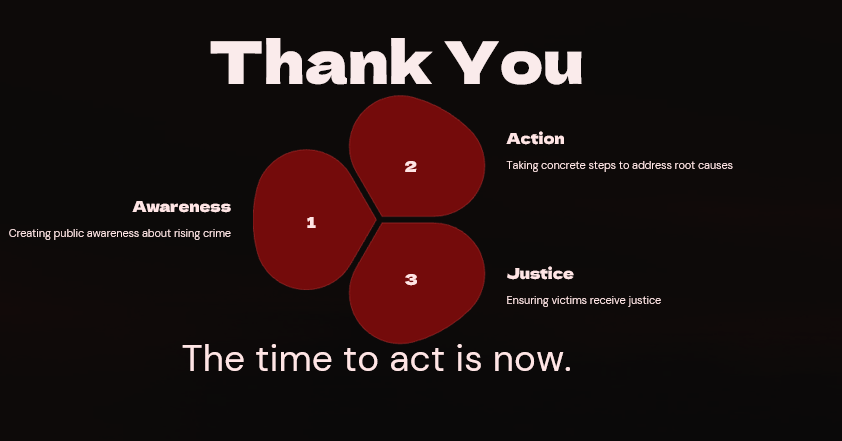 Thank You
2
Action
Taking concrete steps to address root causes
Awareness
1
Creating public awareness about rising crime
3
Justice
Ensuring victims receive justice
The time to act is now.